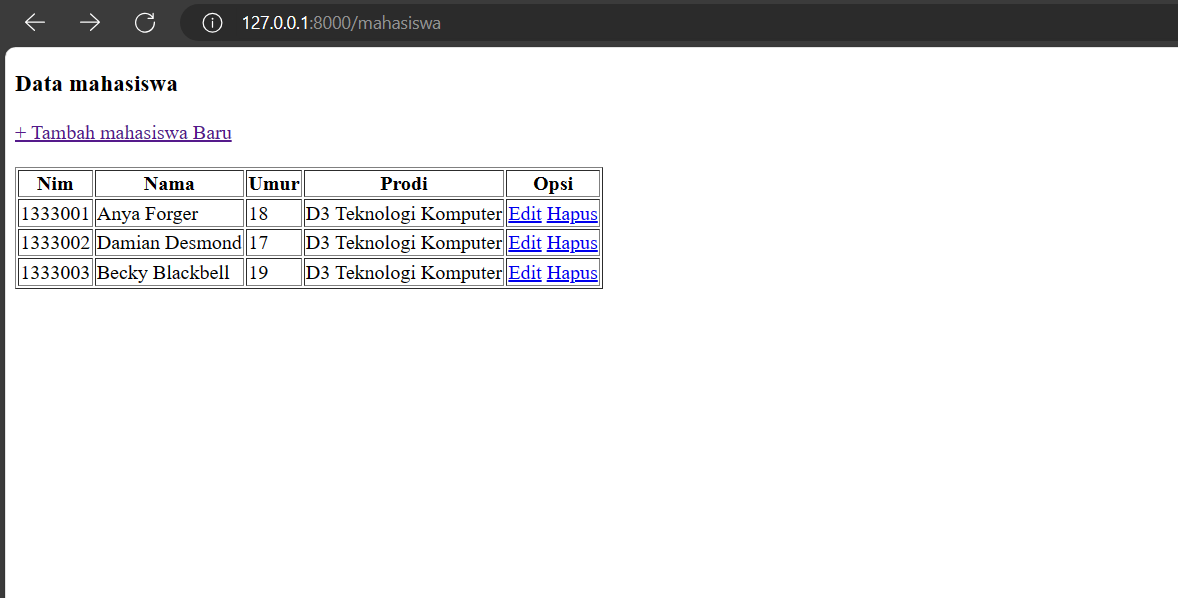 127.0.0.1:8000/mahasiswa
Data mahasiswa
+ Tambah mahasiswa Baru
Nim Nama Umur Prodi Opsi
1333001 Anya Forger 18 D3 Teknologi Komputer Edit Hapus
1333002 Damian Desmond 17 D3 Teknologi Komputer Edit Hapus
1333003 Becky Blackbell 19 D3 Teknologi Komputer Edit Hapus